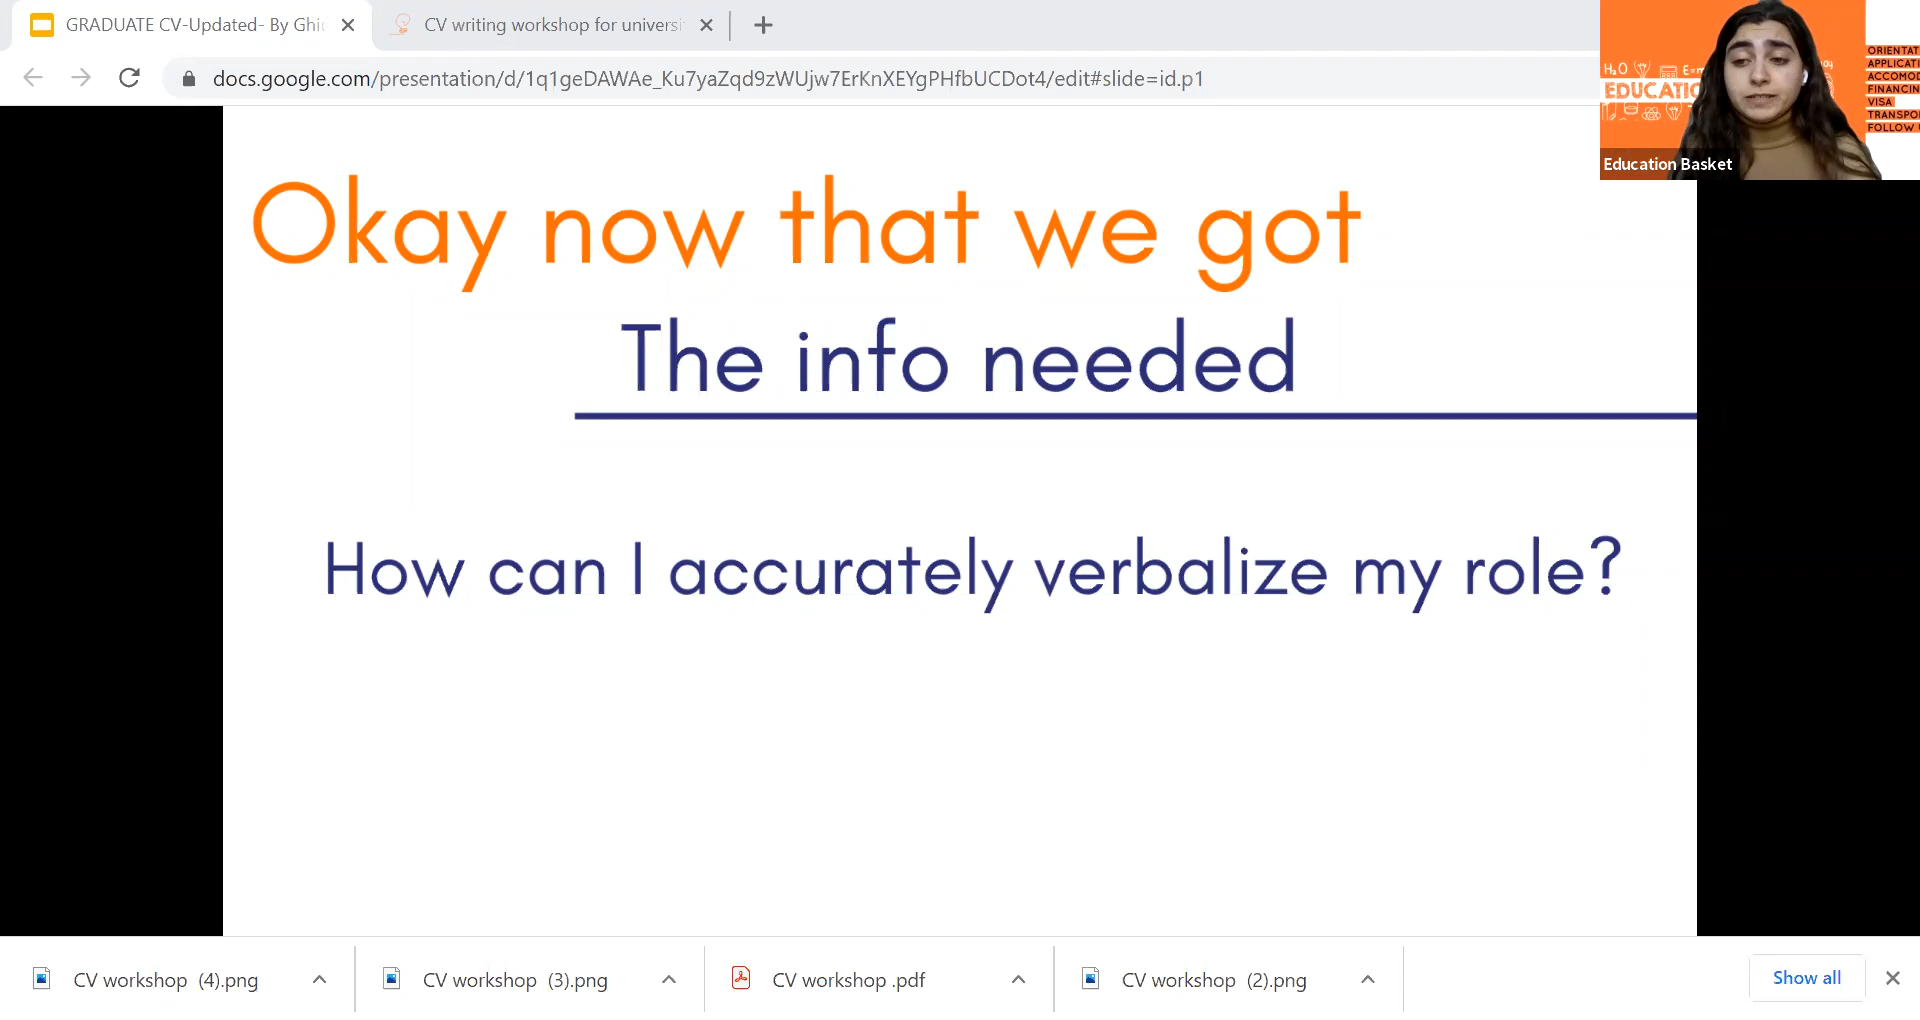 GRADUATE CV-Updated- By Ghi
CV writing workshop for universi
docs.google.com/presentation/d/1q1geDAWAe_Ku7yaZqd9zWUjw7ErKnXEYgPHfbUCDot4/edit#slide=id.p1
H₂O
EDUCATIO
Education Basket
ORIENTAT
APPLICATI
ACCOMOD
FINANCIN
VISA
TRANSPO
FOLLOW
Okay now that we got
The info needed
How can I accurately verbalize my role?
CV workshop (4).png
CV workshop (3).png
CV workshop .pdf
CV workshop (2).png
Show all